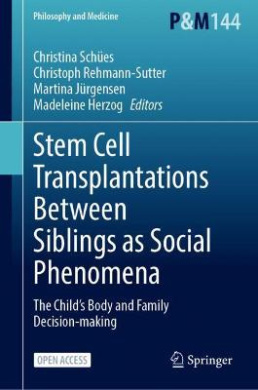 Philosophy and Medicine
P&M144
Christina Schües
Christoph Rehmann-Sutter
Martina Jürgensen
Madeleine Herzog Editors
Stem Cell
Transplantations
Between
Siblings as Social
Phenomena
The Child's Body and Family
Decision-making
OPEN ACCESS
Springer